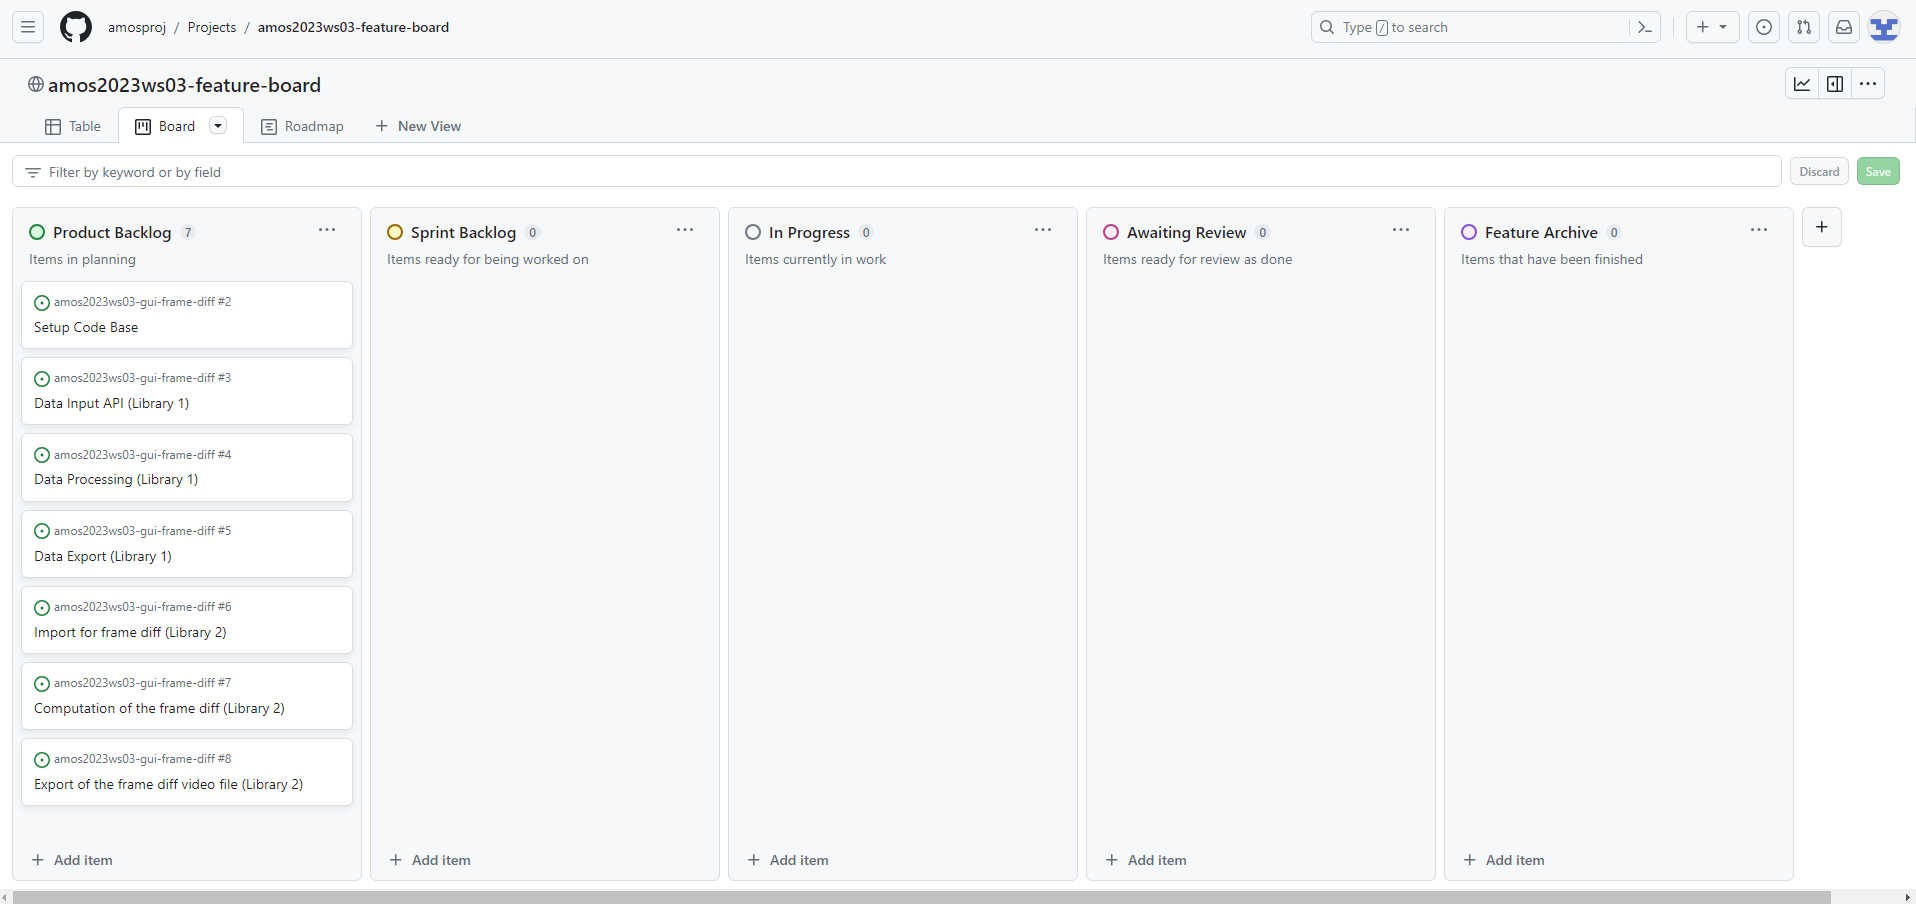 amosproj / Projects / amos2023ws03-feature-board
Type / to search
amos2023ws03-feature-board
Table
Board
Roadmap
New View
Filter by keyword or by field
Discard
Save
Product Backlog 7
Items in planning
amos2023ws03-gui-frame-diff #2
Setup Code Base
amos2023ws03-gui-frame-diff #3
Data Input API (Library 1)
amos2023ws03-gui-frame-diff #4
Data Processing (Library 1)
amos2023ws03-gui-frame-diff #5
Data Export (Library 1)
amos2023ws03-gui-frame-diff #6
Import for frame diff (Library 2)
amos2023ws03-gui-frame-diff #7
Computation of the frame diff (Library 2)
amos2023ws03-gui-frame-diff #8
Export of the frame diff video file (Library 2)
Add item
Sprint Backlog 0
Items ready for being worked on
Add item
In Progress 0
Items currently in work
Add item
Awaiting Review 0
Items ready for review as done
Add item
Feature Archive 0
Items that have been finished
Add item